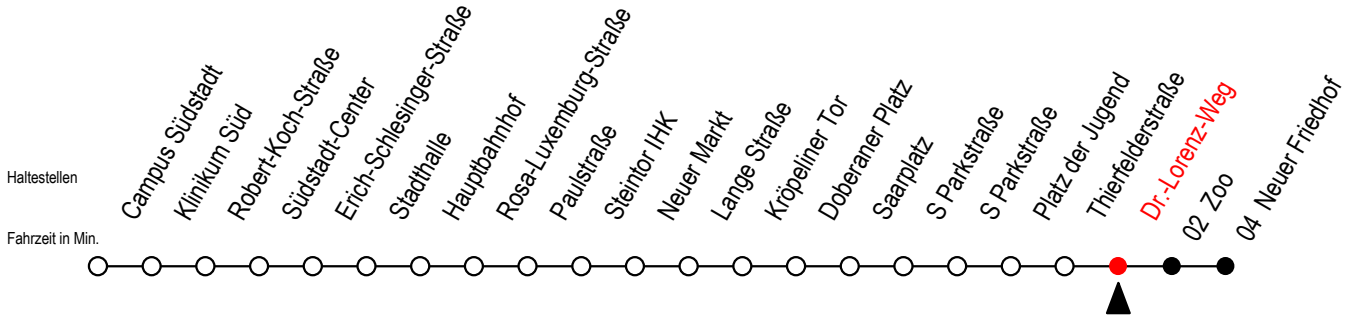 Haltestellen
Campus Südstadt
Klinikum Süd
Robert-Koch-Straße
Südstadt-Center
Erich-Schlesinger-Straße
Stadthalle
Hauptbahnhof
Rosa-Luxemburg-Straße
Paulstraße
Steintor IHK
Neuer Markt
Lange Straße
Kröpeliner Tor
Doberaner Platz
Saarplatz
S Parkstraße
S Parkstraße
Platz der Jugend
Thierfelderstraße
Dr.-Lorenz-Weg
02 Zoo
04 Neuer Friedhof
Fahrzeit in Min.